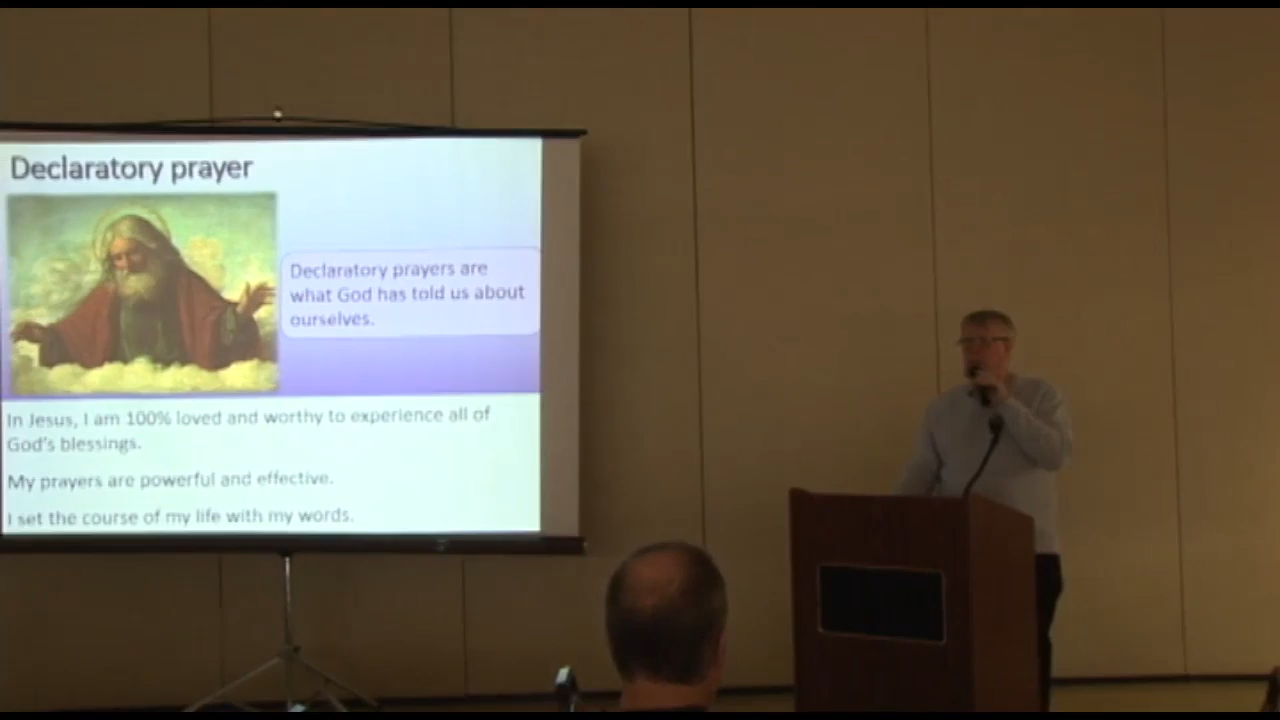 Declaratory prayer
Declaratory prayers are
what God has told us about
ourselves.
In Jesus, I am 100% loved and worthy to experience all of
God's blessings.
My prayers are powerful and effective.
I set the course of my life with my words.